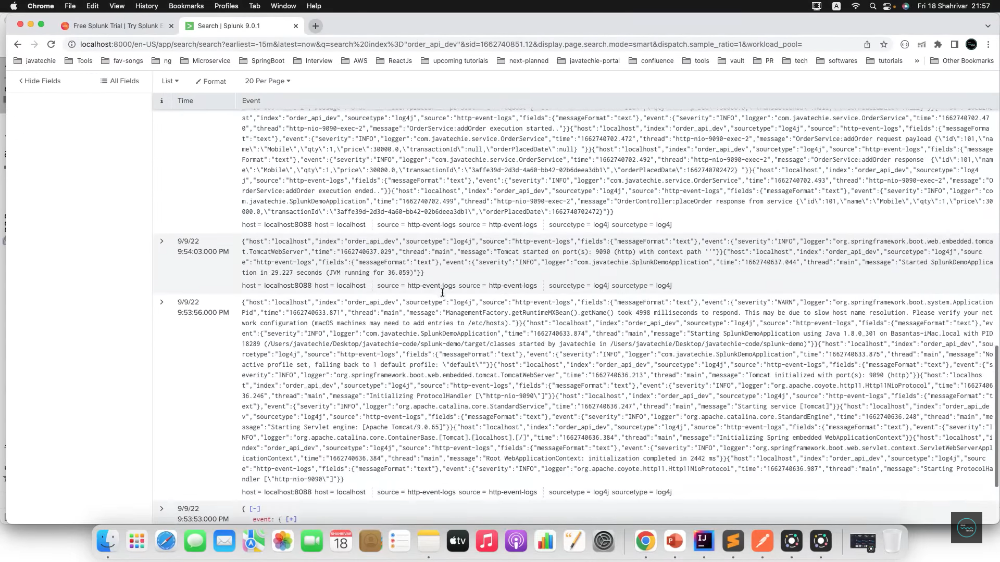 Chrome File Edit View History Bookmarks Profiles Tab Window Help A Fri 18 Shahrivar 21:57
Free Splunk Trial | Try Splunk E Search | Splunk 9.0.1
localhost:8000/en-US/app/search/search?earliest=-15m&latest=now&q=search%20index%3D"order_api_dev"&sid=1662740851.12&display.page.search.mode=smart&dispatch.sample_ratio=1&workload_pool=
javatechie Tools fav-songs ng Microservice SpringBoot Interview AWS ReactJs upcoming tutorials next-planned javatechie-portal confluence tools vault PR tech softwares tutorials » Other Bookmarks
Hide Fields All Fields List Format 20 Per Page
i Time Event
st","index":"order_api_dev","sourcetype":"log4j","source":"http-event-logs","fields":{"messageFormat":"text"},"event":{"severity":"INFO","logger":"com.javatechie.service.OrderService","time":"1662740702.47
0","thread":"http-nio-9090-exec-2","message":"OrderService:addOrder execution started.."}}{"host":"localhost","index":"order_api_dev","sourcetype":"log4j","source":"http-event-logs","fields":{"messageForma
t":"text"},"event":{"severity":"INFO","logger":"com.javatechie.service.OrderService","time":"1662740702.472","thread":"http-nio-9090-exec-2","message":"OrderService:addOrder request payload {\"id\":101,\"na
me\":\"Mobile\",\"qty\":1,\"price\":30000.0,\"transactionId\":null,\"orderPlacedDate\":null} "}}{"host":"localhost","index":"order_api_dev","sourcetype":"log4j","source":"http-event-logs","fields":{"message
Format":"text"},"event":{"severity":"INFO","logger":"com.javatechie.service.OrderService","time":"1662740702.492","thread":"http-nio-9090-exec-2","message":"OrderService:addOrder response  {\"id\":101,\"nam
e\":\"Mobile\",\"qty\":1,\"price\":30000.0,\"transactionId\":\"3affe39d-2d3d-4a60-bb42-02b6deea3db1\",\"orderPlacedDate\":1662740702472} "}}{"host":"localhost","index":"order_api_dev","sourcetype":"log4
j","source":"http-event-logs","fields":{"messageFormat":"text"},"event":{"severity":"INFO","logger":"com.javatechie.service.OrderService","time":"1662740702.493","thread":"http-nio-9090-exec-2","message":"O
rderService:addOrder execution ended.."}}{"host":"localhost","index":"order_api_dev","sourcetype":"log4j","source":"http-event-logs","fields":{"messageFormat":"text"},"event":{"severity":"INFO","logger":"co
m.javatechie.SplunkDemoApplication","time":"1662740702.499","thread":"http-nio-9090-exec-2","message":"OrderController:placeOrder response from service {\"id\":101,\"name\":\"Mobile\",\"qty\":1,\"price\":30
000.0,\"transactionId\":\"3affe39d-2d3d-4a60-bb42-02b6deea3db1\",\"orderPlacedDate\":1662740702472}"}}
host = localhost:8088 host = localhost source = http-event-logs source = http-event-logs sourcetype = log4j sourcetype = log4j
9/9/22 {"host":"localhost","index":"order_api_dev","sourcetype":"log4j","source":"http-event-logs","fields":{"messageFormat":"text"},"event":{"severity":"INFO","logger":"org.springframework.boot.web.embedded.tomca
9:54:03.000 PM t.TomcatWebServer","time":"1662740637.029","thread":"main","message":"Tomcat started on port(s): 9090 (http) with context path ''"}}{"host":"localhost","index":"order_api_dev","sourcetype":"log4j","sourc
e":"http-event-logs","fields":{"messageFormat":"text"},"event":{"severity":"INFO","logger":"com.javatechie.SplunkDemoApplication","time":"1662740637.044","thread":"main","message":"Started SplunkDemoApplica
tion in 29.227 seconds (JVM running for 36.059)"}}
host = localhost:8088 host = localhost source = http-event-logs source = http-event-logs sourcetype = log4j sourcetype = log4j
9/9/22 {"host":"localhost","index":"order_api_dev","sourcetype":"log4j","source":"http-event-logs","fields":{"messageFormat":"text"},"event":{"severity":"WARN","logger":"org.springframework.boot.system.Application
9:53:56.000 PM Pid","time":"1662740633.871","thread":"main","message":"ManagementFactory.getRuntimeMXBean().getName() took 4998 milliseconds to respond. This may be due to slow host name resolution. Please verify your net
work configuration (macOS machines may need to add entries to /etc/hosts)."}}{"host":"localhost","index":"order_api_dev","sourcetype":"log4j","source":"http-event-logs","fields":{"messageFormat":"text"},"ev
ent":{"severity":"INFO","logger":"com.javatechie.SplunkDemoApplication","time":"1662740633.874","thread":"main","message":"Starting SplunkDemoApplication using Java 1.8.0_301 on Basantas-iMac.local with PID
18289 (/Users/javatechie/Desktop/javatechie-code/splunk-demo/target/classes started by javatechie in /Users/javatechie/Desktop/javatechie-code/splunk-demo)"}}{"host":"localhost","index":"order_api_dev","sou
rcetype":"log4j","source":"http-event-logs","fields":{"messageFormat":"text"},"event":{"severity":"INFO","logger":"com.javatechie.SplunkDemoApplication","time":"1662740633.875","thread":"main","message":"No
active profile set, falling back to 1 default profile: \"default\""}}{"host":"localhost","index":"order_api_dev","sourcetype":"log4j","source":"http-event-logs","fields":{"messageFormat":"text"},"event":{"s
everity":"INFO","logger":"org.springframework.boot.web.embedded.tomcat.TomcatWebServer","time":"1662740636.213","thread":"main","message":"Tomcat initialized with port(s): 9090 (http)"}}{"host":"localhos
t","index":"order_api_dev","sourcetype":"log4j","source":"http-event-logs","fields":{"messageFormat":"text"},"event":{"severity":"INFO","logger":"org.apache.coyote.http11.Http11NioProtocol","time":"16627406
36.246","thread":"main","message":"Initializing ProtocolHandler [\"http-nio-9090\"]"}}{"host":"localhost","index":"order_api_dev","sourcetype":"log4j","source":"http-event-logs","fields":{"messageFormat":"t
ext"},"event":{"severity":"INFO","logger":"org.apache.catalina.core.StandardService","time":"1662740636.247","thread":"main","message":"Starting service [Tomcat]"}}{"host":"localhost","index":"order_api_de
v","sourcetype":"log4j","source":"http-event-logs","fields":{"messageFormat":"text"},"event":{"severity":"INFO","logger":"org.apache.catalina.core.StandardEngine","time":"1662740636.248","thread":"main","me
ssage":"Starting Servlet engine: [Apache Tomcat/9.0.65]"}}{"host":"localhost","index":"order_api_dev","sourcetype":"log4j","source":"http-event-logs","fields":{"messageFormat":"text"},"event":{"severity":"I
NFO","logger":"org.apache.catalina.core.ContainerBase.[Tomcat].[localhost].[/]","time":"1662740636.384","thread":"main","message":"Initializing Spring embedded WebApplicationContext"}}{"host":"localhost","i
ndex":"order_api_dev","sourcetype":"log4j","source":"http-event-logs","fields":{"messageFormat":"text"},"event":{"severity":"INFO","logger":"org.springframework.boot.web.servlet.context.ServletWebServerAppl
icationContext","time":"1662740636.384","thread":"main","message":"Root WebApplicationContext: initialization completed in 2442 ms"}}{"host":"localhost","index":"order_api_dev","sourcetype":"log4j","sourc
e":"http-event-logs","fields":{"messageFormat":"text"},"event":{"severity":"INFO","logger":"org.apache.coyote.http11.Http11NioProtocol","time":"1662740636.987","thread":"main","message":"Starting ProtocolHa
ndler [\"http-nio-9090\"]"}}
host = localhost:8088 host = localhost source = http-event-logs source = http-event-logs sourcetype = log4j sourcetype = log4j
9/9/22 { [-]
9:53:53.000 PM event: { [+]
SHAHRIVAR
18
tv